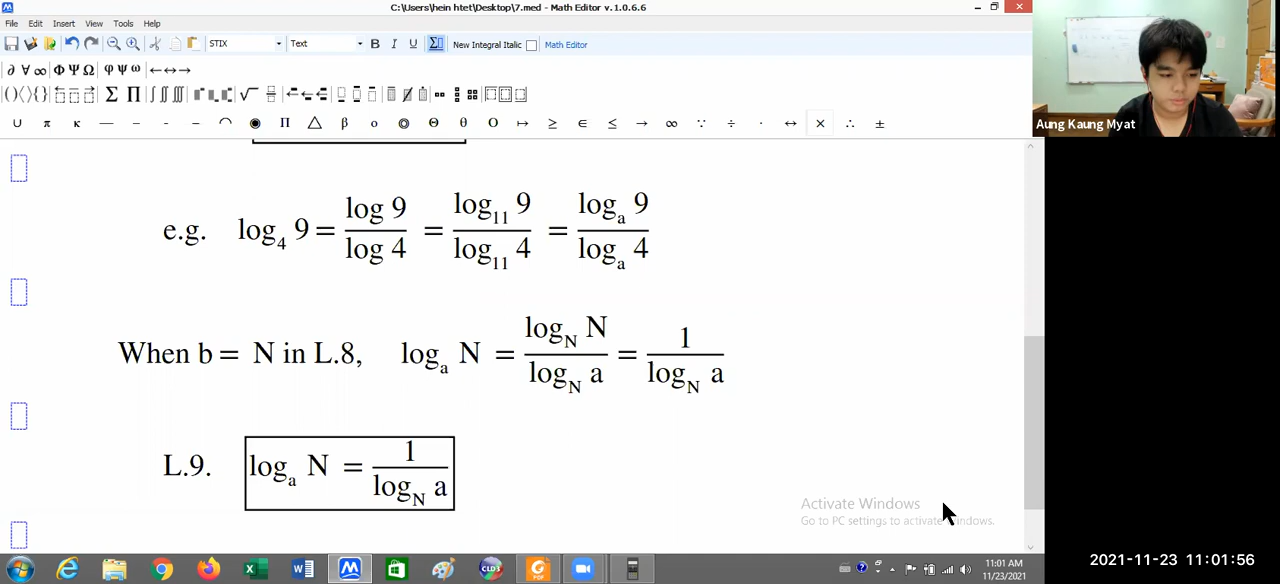 C:\Users\hein htet\Desktop\7.med - Math Editor v.1.0.6.6
File Edit Insert View Tools Help
STIX Text B I U Σ New Integral Italic Math Editor
∂ ∀ ∞ Φ Ψ Ω φ ψ ω ←↔→
() ⟨⟩ {} Σ Π ∫ ∬ ∭
∪ π κ — – - – ⌒ ◉ Π △ β о ◎ Θ θ O ↦ ≥ ∈ ≤ → ∞ ∵ ÷ · ↔ × ∴ ±
e.g. log₄ 9 = log 9 / log 4 = log₁₁ 9 / log₁₁ 4 = logₐ 9 / logₐ 4
When b = N in L.8, logₐ N = log_N N / log_N a = 1 / log_N a
L.9. logₐ N = 1 / log_N a
Activate Windows
Go to PC settings to activate Windows.
Aung Kaung Myat
11:01 AM
11/23/2021
2021-11-23 11:01:56